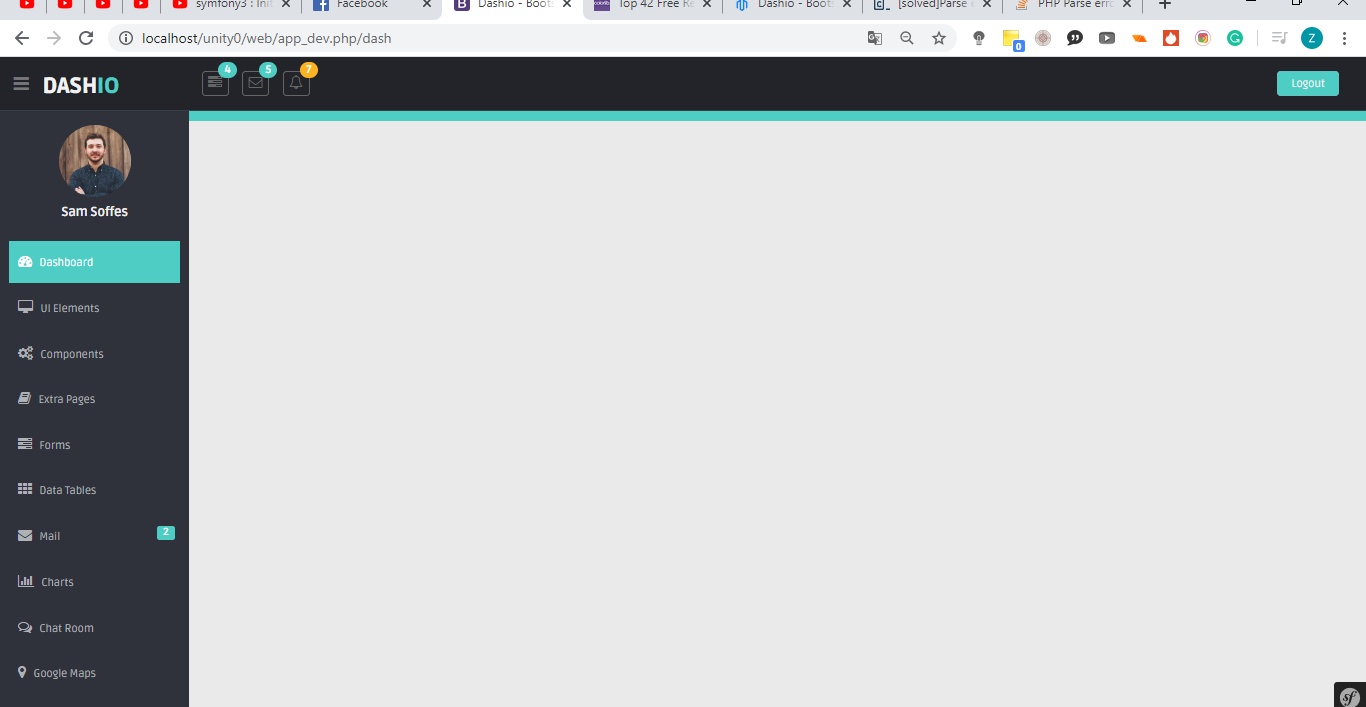 symfony3 : Ini
Facebook
Dashio - Boots
Top 42 Free Re
Dashio - Boots
[solved]Parse
PHP Parse erro
localhost/unity0/web/app_dev.php/dash
0
Z
DASHIO
4
5
7
Logout
Sam Soffes
Dashboard
UI Elements
Components
Extra Pages
Forms
Data Tables
Mail
2
Charts
Chat Room
Google Maps
sf